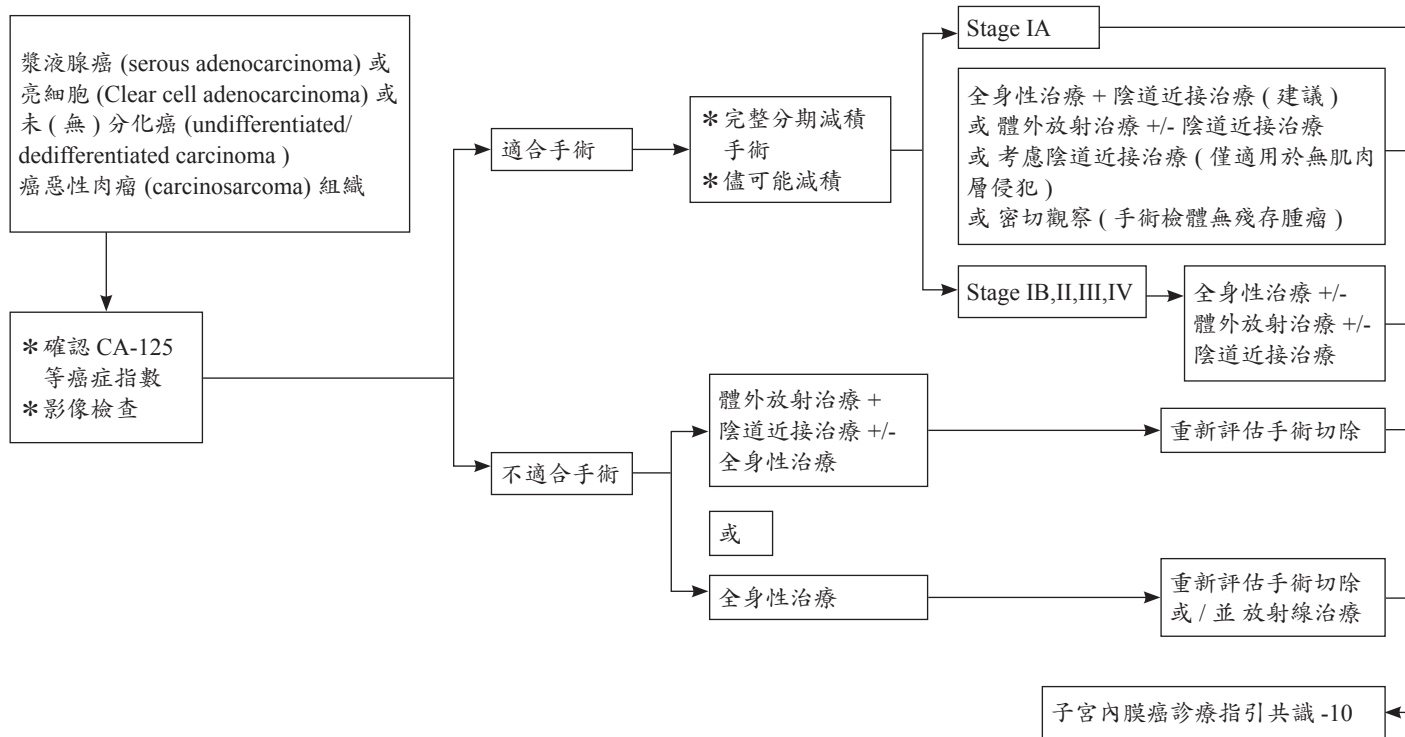 漿液腺癌 (serous adenocarcinoma) 或
亮細胞 (Clear cell adenocarcinoma) 或
未 ( 無 ) 分化癌 (undifferentiated/
dedifferentiated carcinoma )
癌惡性肉瘤 (carcinosarcoma) 組織
＊確認 CA-125
等癌症指數
＊影像檢查
適合手術
＊完整分期減積
手術
＊儘可能減積
Stage IA
全身性治療 + 陰道近接治療 ( 建議 )
或 體外放射治療 +/- 陰道近接治療
或 考慮陰道近接治療 ( 僅適用於無肌肉
層侵犯 )
或 密切觀察 ( 手術檢體無殘存腫瘤 )
Stage IB,II,III,IV
全身性治療 +/-
體外放射治療 +/-
陰道近接治療
不適合手術
體外放射治療 +
陰道近接治療 +/-
全身性治療
重新評估手術切除
或
全身性治療
重新評估手術切除
或 / 並 放射線治療
子宮內膜癌診療指引共識 -10